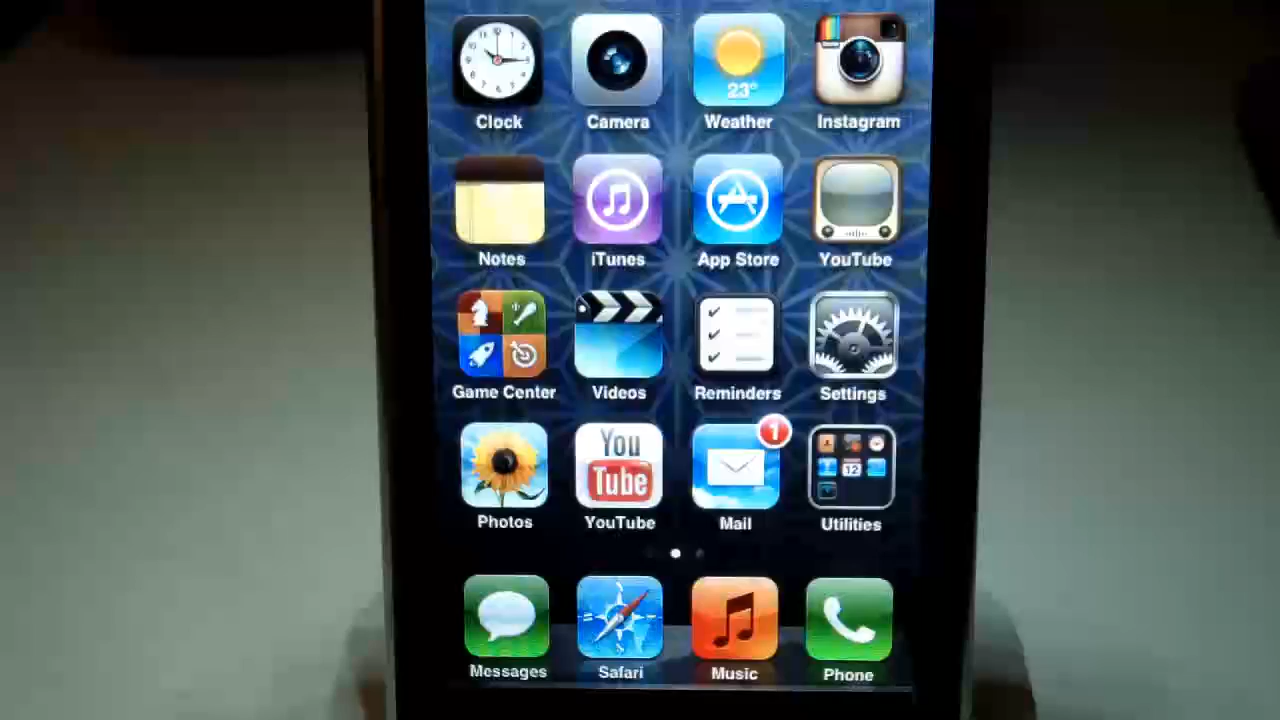 Clock Camera Weather Instagram
23°
Notes iTunes App Store YouTube
Game Center Videos Reminders Settings
You
Tube
1
12
Photos YouTube Mail Utilities
Messages Safari Music Phone